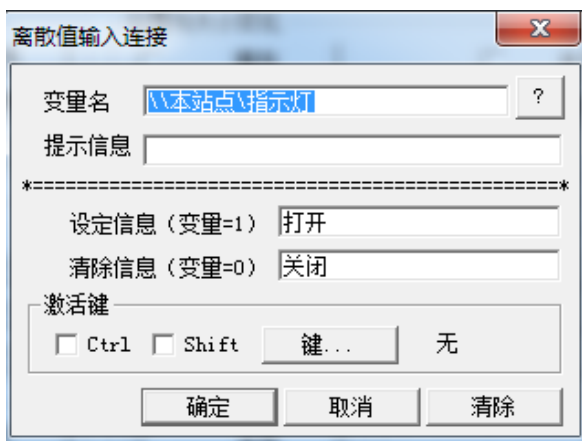 离散值输入连接
变量名 \\本站点\指示灯 ?
提示信息
*================================================*
设定信息（变量=1） 打开
清除信息（变量=0） 关闭
激活键
Ctrl Shift 键... 无
确定 取消 清除